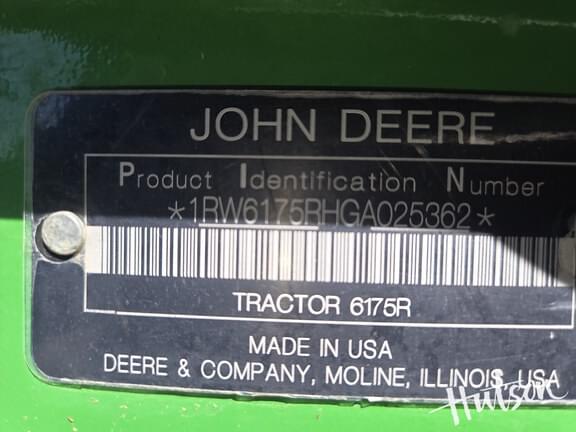 JOHN DEERE
Product Identification Number
*1RW6175RHGA025362*
TRACTOR 6175R
MADE IN USA
DEERE & COMPANY, MOLINE, ILLINOIS, USA
Hutson